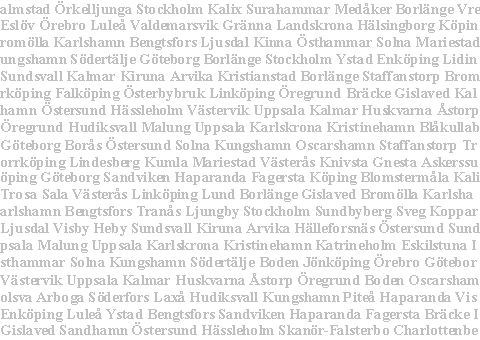 almstad Örkelljunga Stockholm Kalix Surahammar Medåker Borlänge Vre
Eslöv Örebro Luleå Valdemarsvik Gränna Landskrona Hälsingborg Köpin
romölla Karlshamn Bengtsfors Ljusdal Kinna Östhammar Solna Mariestad
ungshamn Södertälje Göteborg Borlänge Stockholm Ystad Enköping Lidin
Sundsvall Kalmar Kiruna Arvika Kristianstad Borlänge Staffanstorp Brom
rköping Falköping Österbybruk Linköping Öregrund Bräcke Gislaved Kal
hamn Östersund Hässleholm Västervik Uppsala Kalmar Huskvarna Åstorp
Öregrund Hudiksvall Malung Uppsala Karlskrona Kristinehamn Blåkullab
Göteborg Borås Östersund Solna Kungshamn Oscarshamn Staffanstorp Tr
orrköping Lindesberg Kumla Mariestad Västerås Knivsta Gnesta Askerssu
öping Göteborg Sandviken Haparanda Fagersta Köping Blomstermåla Kali
Trosa Sala Västerås Linköping Lund Borlänge Gislaved Bromölla Karlsha
arlshamn Bengtsfors Tranås Ljungby Stockholm Sundbyberg Sveg Koppar
Ljusdal Visby Heby Sundsvall Kiruna Arvika Hälleforsnäs Östersund Sund
psala Malung Uppsala Karlskrona Kristinehamn Katrineholm Eskilstuna I
sthammar Solna Kungshamn Södertälje Boden Jönköping Örebro Götebor
Västervik Uppsala Kalmar Huskvarna Åstorp Öregrund Boden Oscarsham
olsva Arboga Söderfors Laxå Hudiksvall Kungshamn Piteå Haparanda Vis
Enköping Luleå Ystad Bengtsfors Sandviken Haparanda Fagersta Bräcke I
Gislaved Sandhamn Östersund Hässleholm Skanör-Falsterbo Charlottenbe